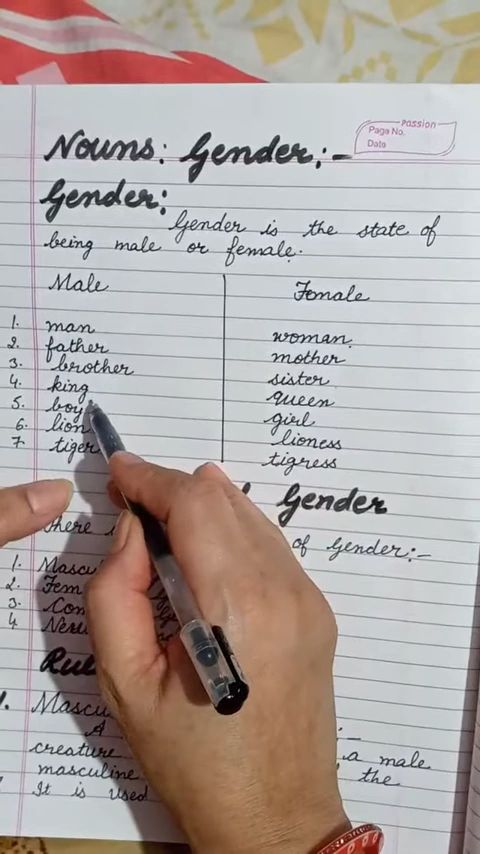 Passion
Page No.
Date
Nouns: Gender:-
Gender:
Gender is the state of
being male or female.
Male Female
1. man woman.
2. father mother
3. brother sister
4. king queen
5. boy girl
6. lion lioness
7. tiger tigress
Gender
There of Gender:-
1. Mascu
2. Fem
3. Com
4
Rul
1. Mascu :-
A a male
creature the
masculine.
It is used